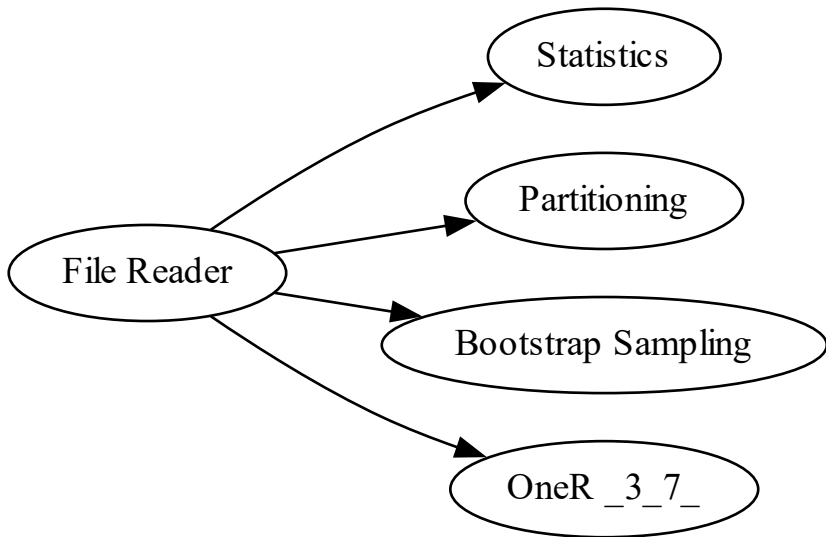 Statistics
Partitioning
File Reader
Bootstrap Sampling
OneR _3_7_